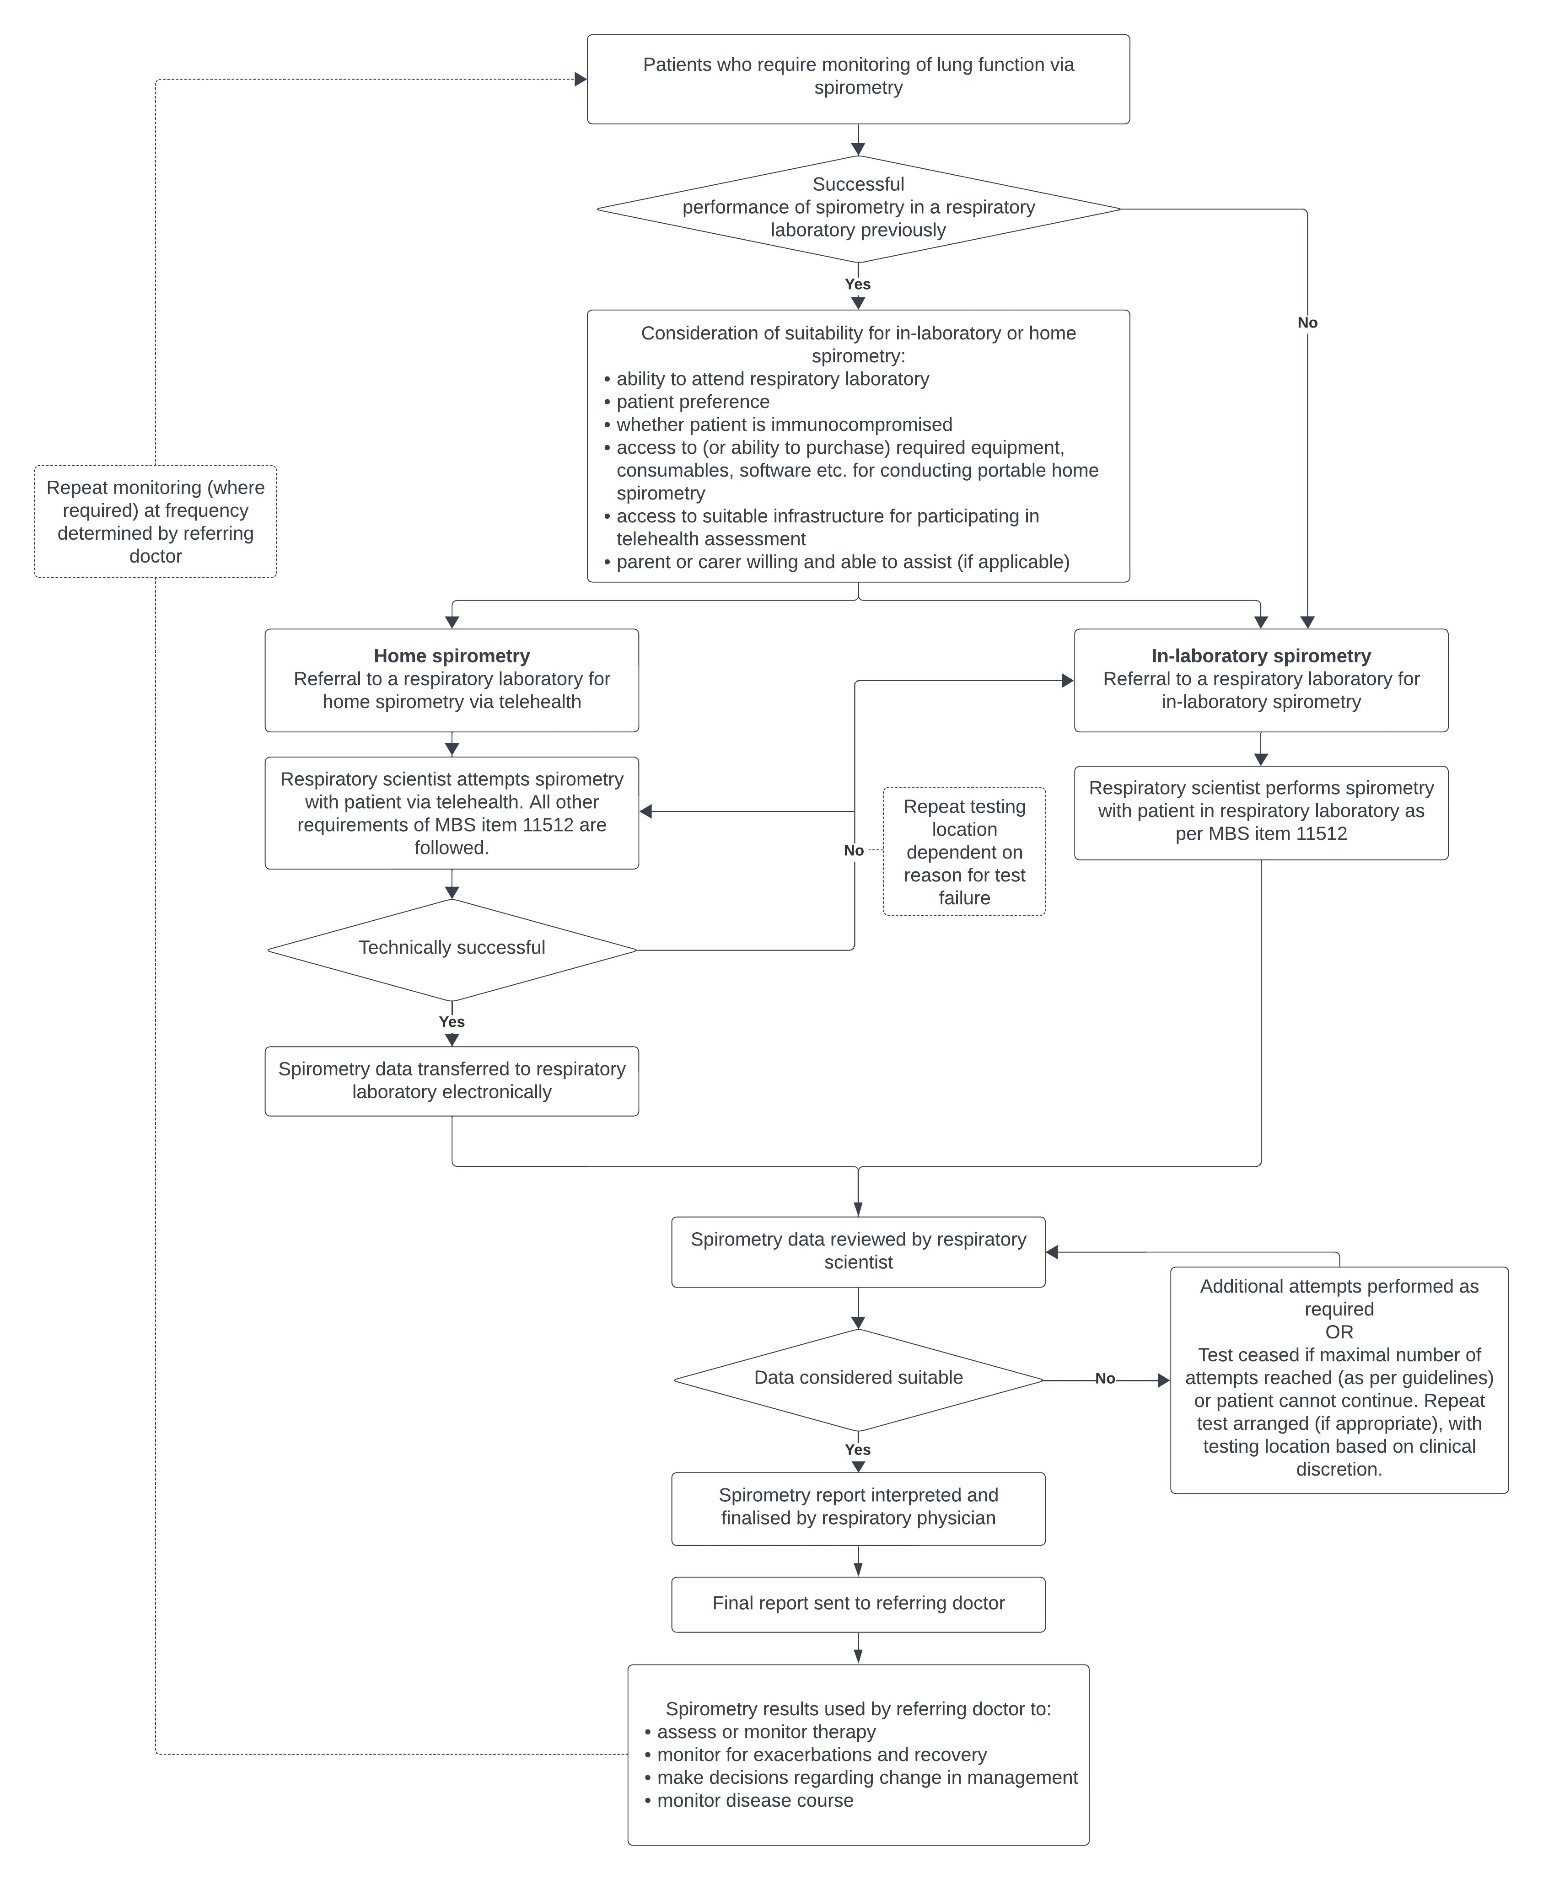 Patients who require monitoring of lung function via
spirometry
Successful
performance of spirometry in a respiratory
laboratory previously
Yes
No
Consideration of suitability for in-laboratory or home
spirometry:
• ability to attend respiratory laboratory
• patient preference
• whether patient is immunocompromised
• access to (or ability to purchase) required equipment,
consumables, software etc. for conducting portable home
spirometry
• access to suitable infrastructure for participating in
telehealth assessment
• parent or carer willing and able to assist (if applicable)
Repeat monitoring (where
required) at frequency
determined by referring
doctor
Home spirometry
Referral to a respiratory laboratory for
home spirometry via telehealth
In-laboratory spirometry
Referral to a respiratory laboratory for
in-laboratory spirometry
Respiratory scientist attempts spirometry
with patient via telehealth. All other
requirements of MBS item 11512 are
followed.
No
Repeat testing
location
dependent on
reason for test
failure
Respiratory scientist performs spirometry
with patient in respiratory laboratory as
per MBS item 11512
Technically successful
Yes
Spirometry data transferred to respiratory
laboratory electronically
Spirometry data reviewed by respiratory
scientist
Data considered suitable
No
Additional attempts performed as
required
OR
Test ceased if maximal number of
attempts reached (as per guidelines)
or patient cannot continue. Repeat
test arranged (if appropriate), with
testing location based on clinical
discretion.
Yes
Spirometry report interpreted and
finalised by respiratory physician
Final report sent to referring doctor
Spirometry results used by referring doctor to:
• assess or monitor therapy
• monitor for exacerbations and recovery
• make decisions regarding change in management
• monitor disease course